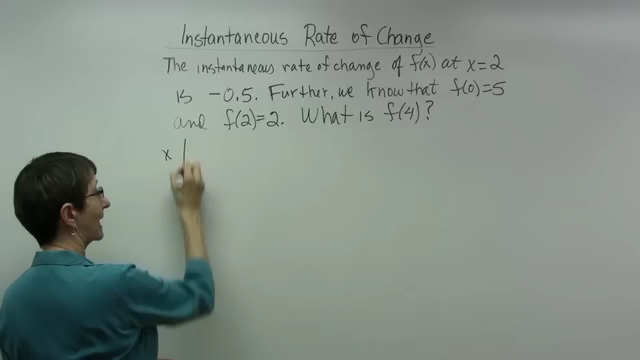 Instantaneous Rate of Change
The instantaneous rate of change of f(x) at x=2
is -0.5. Further, we know that f(0)=5
and f(2)=2. What is f(4)?
x